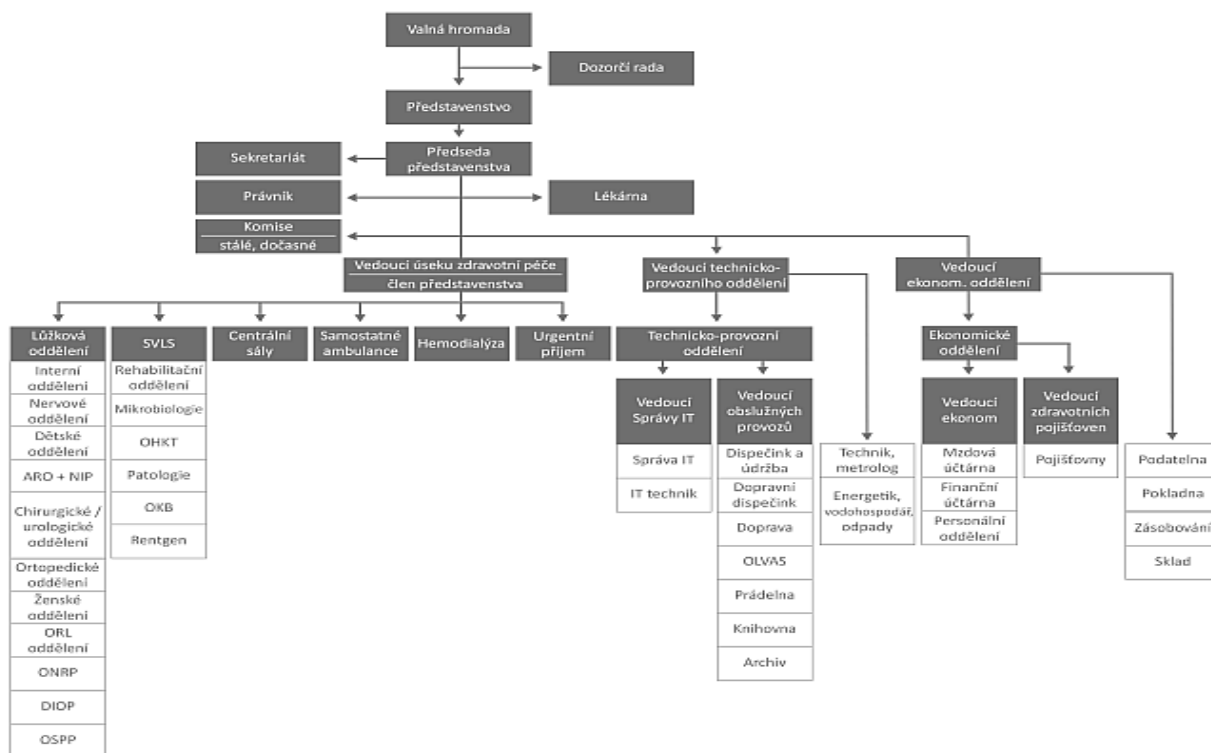 Valná hromada
Dozorčí rada
Představenstvo
Předseda
představenstva
Sekretariát
Právník
Lékárna
Komise
stálé, dočasné
Vedoucí úseku zdravotní péče
člen představenstva
Vedoucí technicko-
provozního oddělení
Vedoucí
ekonom. oddělení
Lůžková
oddělení
SVLS
Centrální
sály
Samostatné
ambulance
Hemodialýza
Urgentní
příjem
Technicko-provozní
oddělení
Ekonomické
oddělení
Interní
oddělení
Nervové
oddělení
Dětské
oddělení
ARO + NIP
Chirurgické /
urologické
oddělení
Ortopedické
oddělení
Ženské
oddělení
ORL
oddělení
ONRP
DIOP
OSPP
Rehabilitační
oddělení
Mikrobiologie
OHKT
Patologie
OKB
Rentgen
Vedoucí
Správy IT
Správa IT
IT technik
Vedoucí
obslužných
provozů
Dispečink a
údržba
Dopravní
dispečink
Doprava
OLVAS
Prádelna
Knihovna
Archiv
Technik,
metrolog
Energetik,
vodohospodář,
odpady
Vedoucí
ekonom
Mzdová
účtárna
Finanční
účtárna
Personální
oddělení
Vedoucí
zdravotních
pojišťoven
Pojišťovny
Podatelna
Pokladna
Zásobování
Sklad